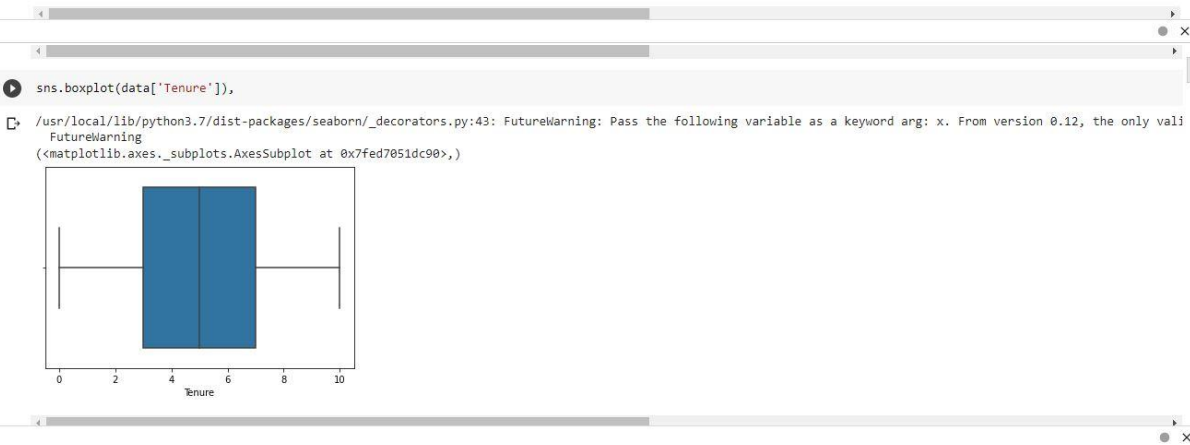 sns.boxplot(data['Tenure']),
/usr/local/lib/python3.7/dist-packages/seaborn/_decorators.py:43: FutureWarning: Pass the following variable as a keyword arg: x. From version 0.12, the only vali
FutureWarning
(<matplotlib.axes._subplots.AxesSubplot at 0x7fed7051dc90>,)
0 2 4 6 8 10
Tenure